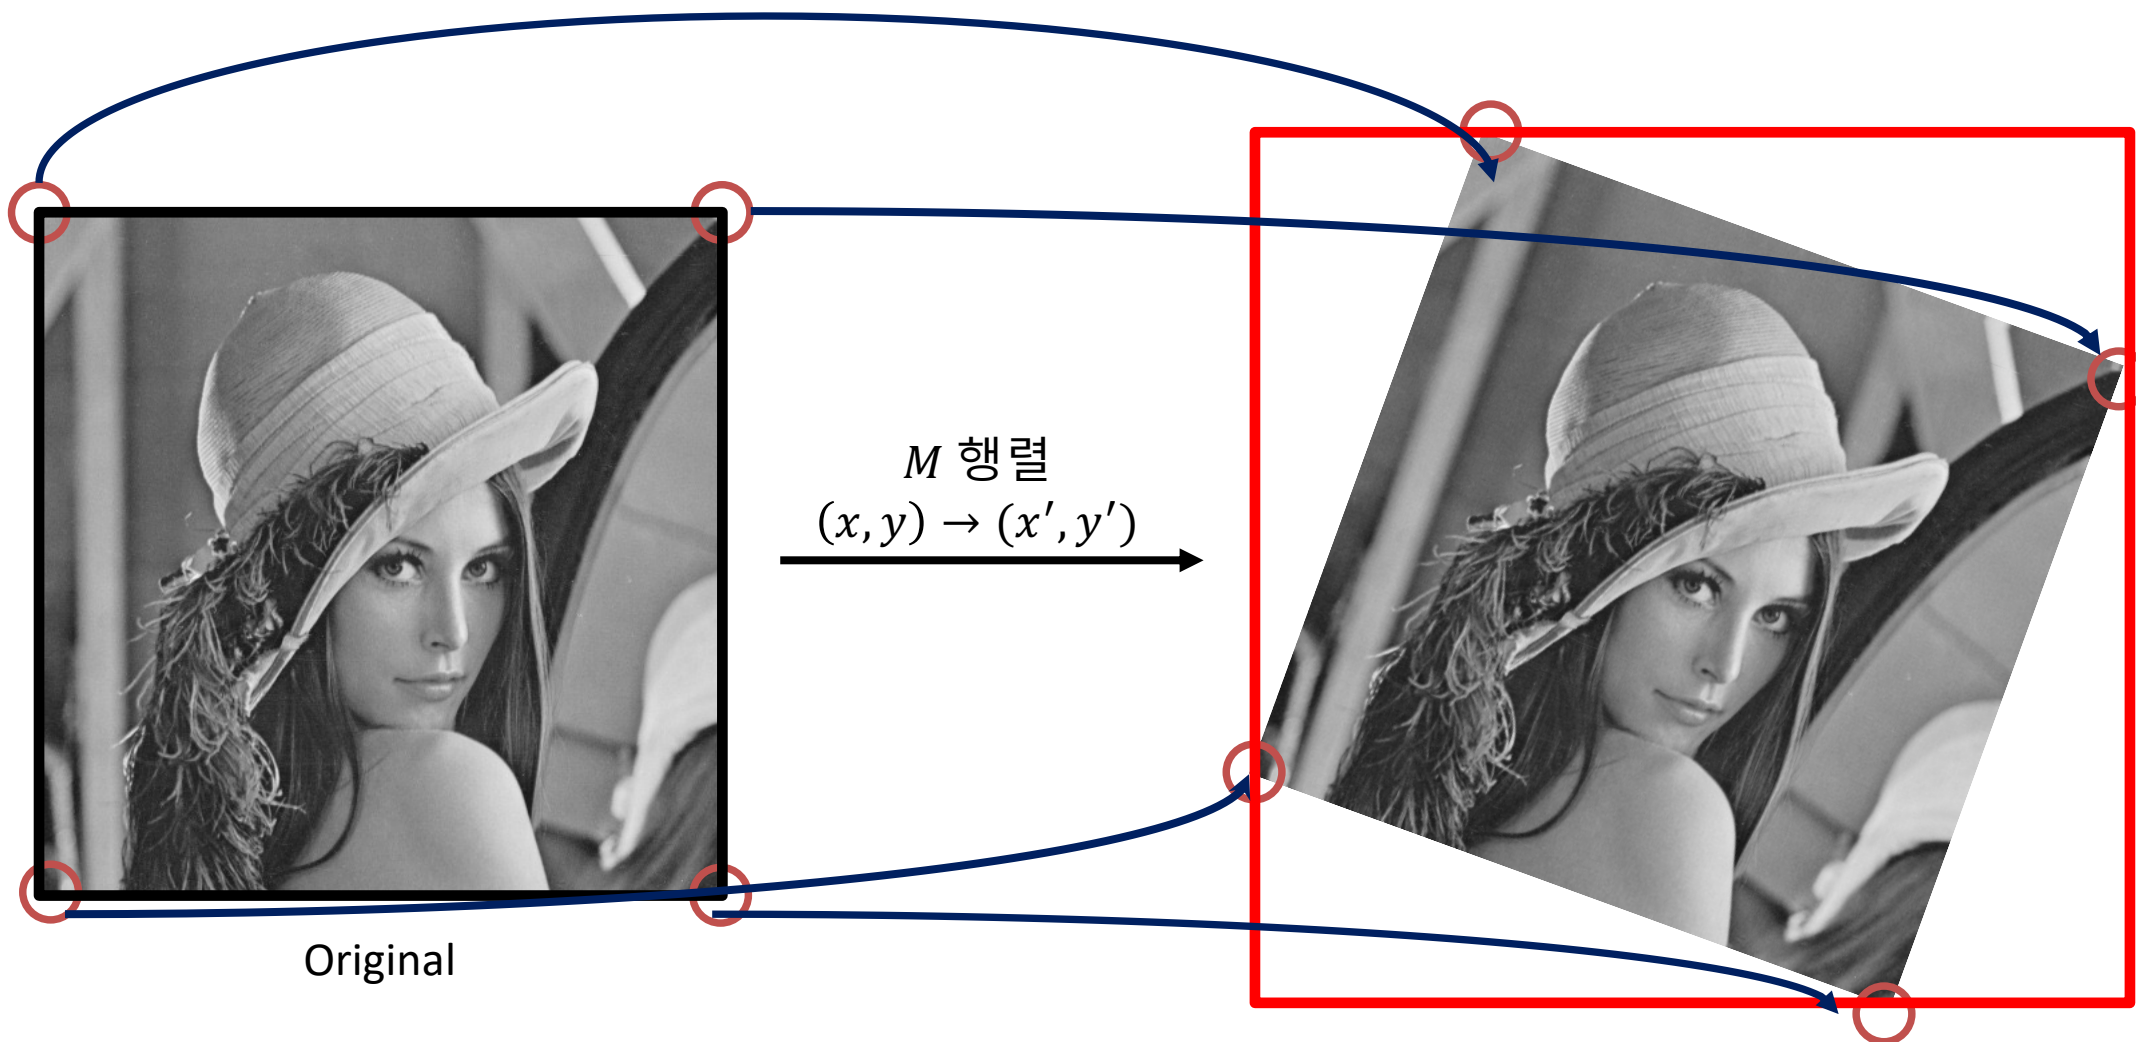 M 행렬
(x, y) → (x′, y′)
Original